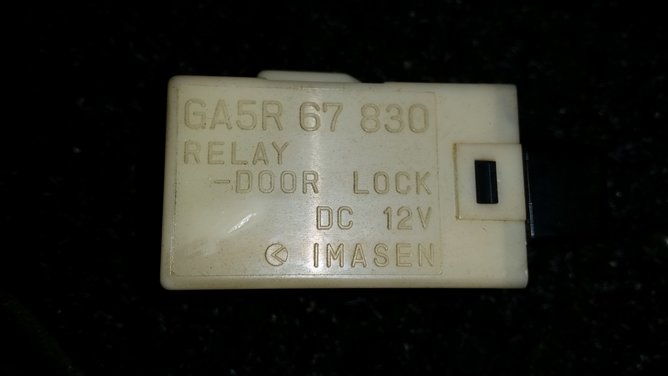 GA5R 67 830
RELAY
-DOOR LOCK
DC 12V
IMASEN